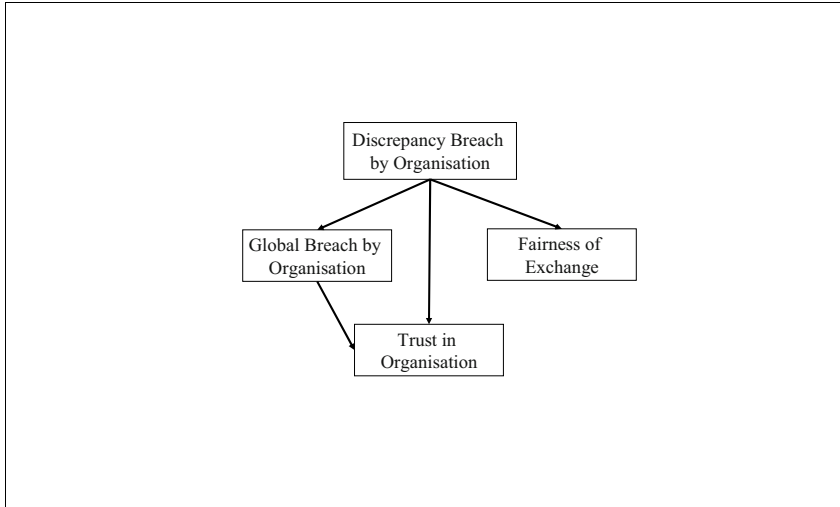 Discrepancy Breach
by Organisation
Global Breach by
Organisation
Fairness of
Exchange
Trust in
Organisation